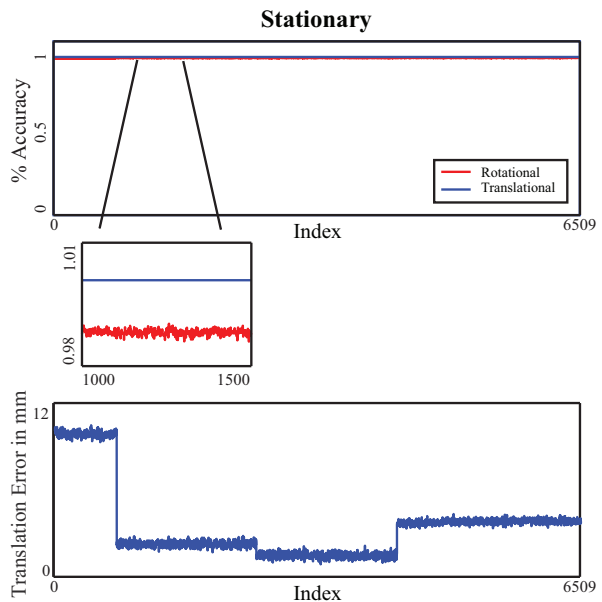 Stationary
% Accuracy
1
0.5
0
Rotational
Translational
0
Index
6509
1.01
0.98
1000
1500
Translation Error in mm
12
0
0
Index
6509